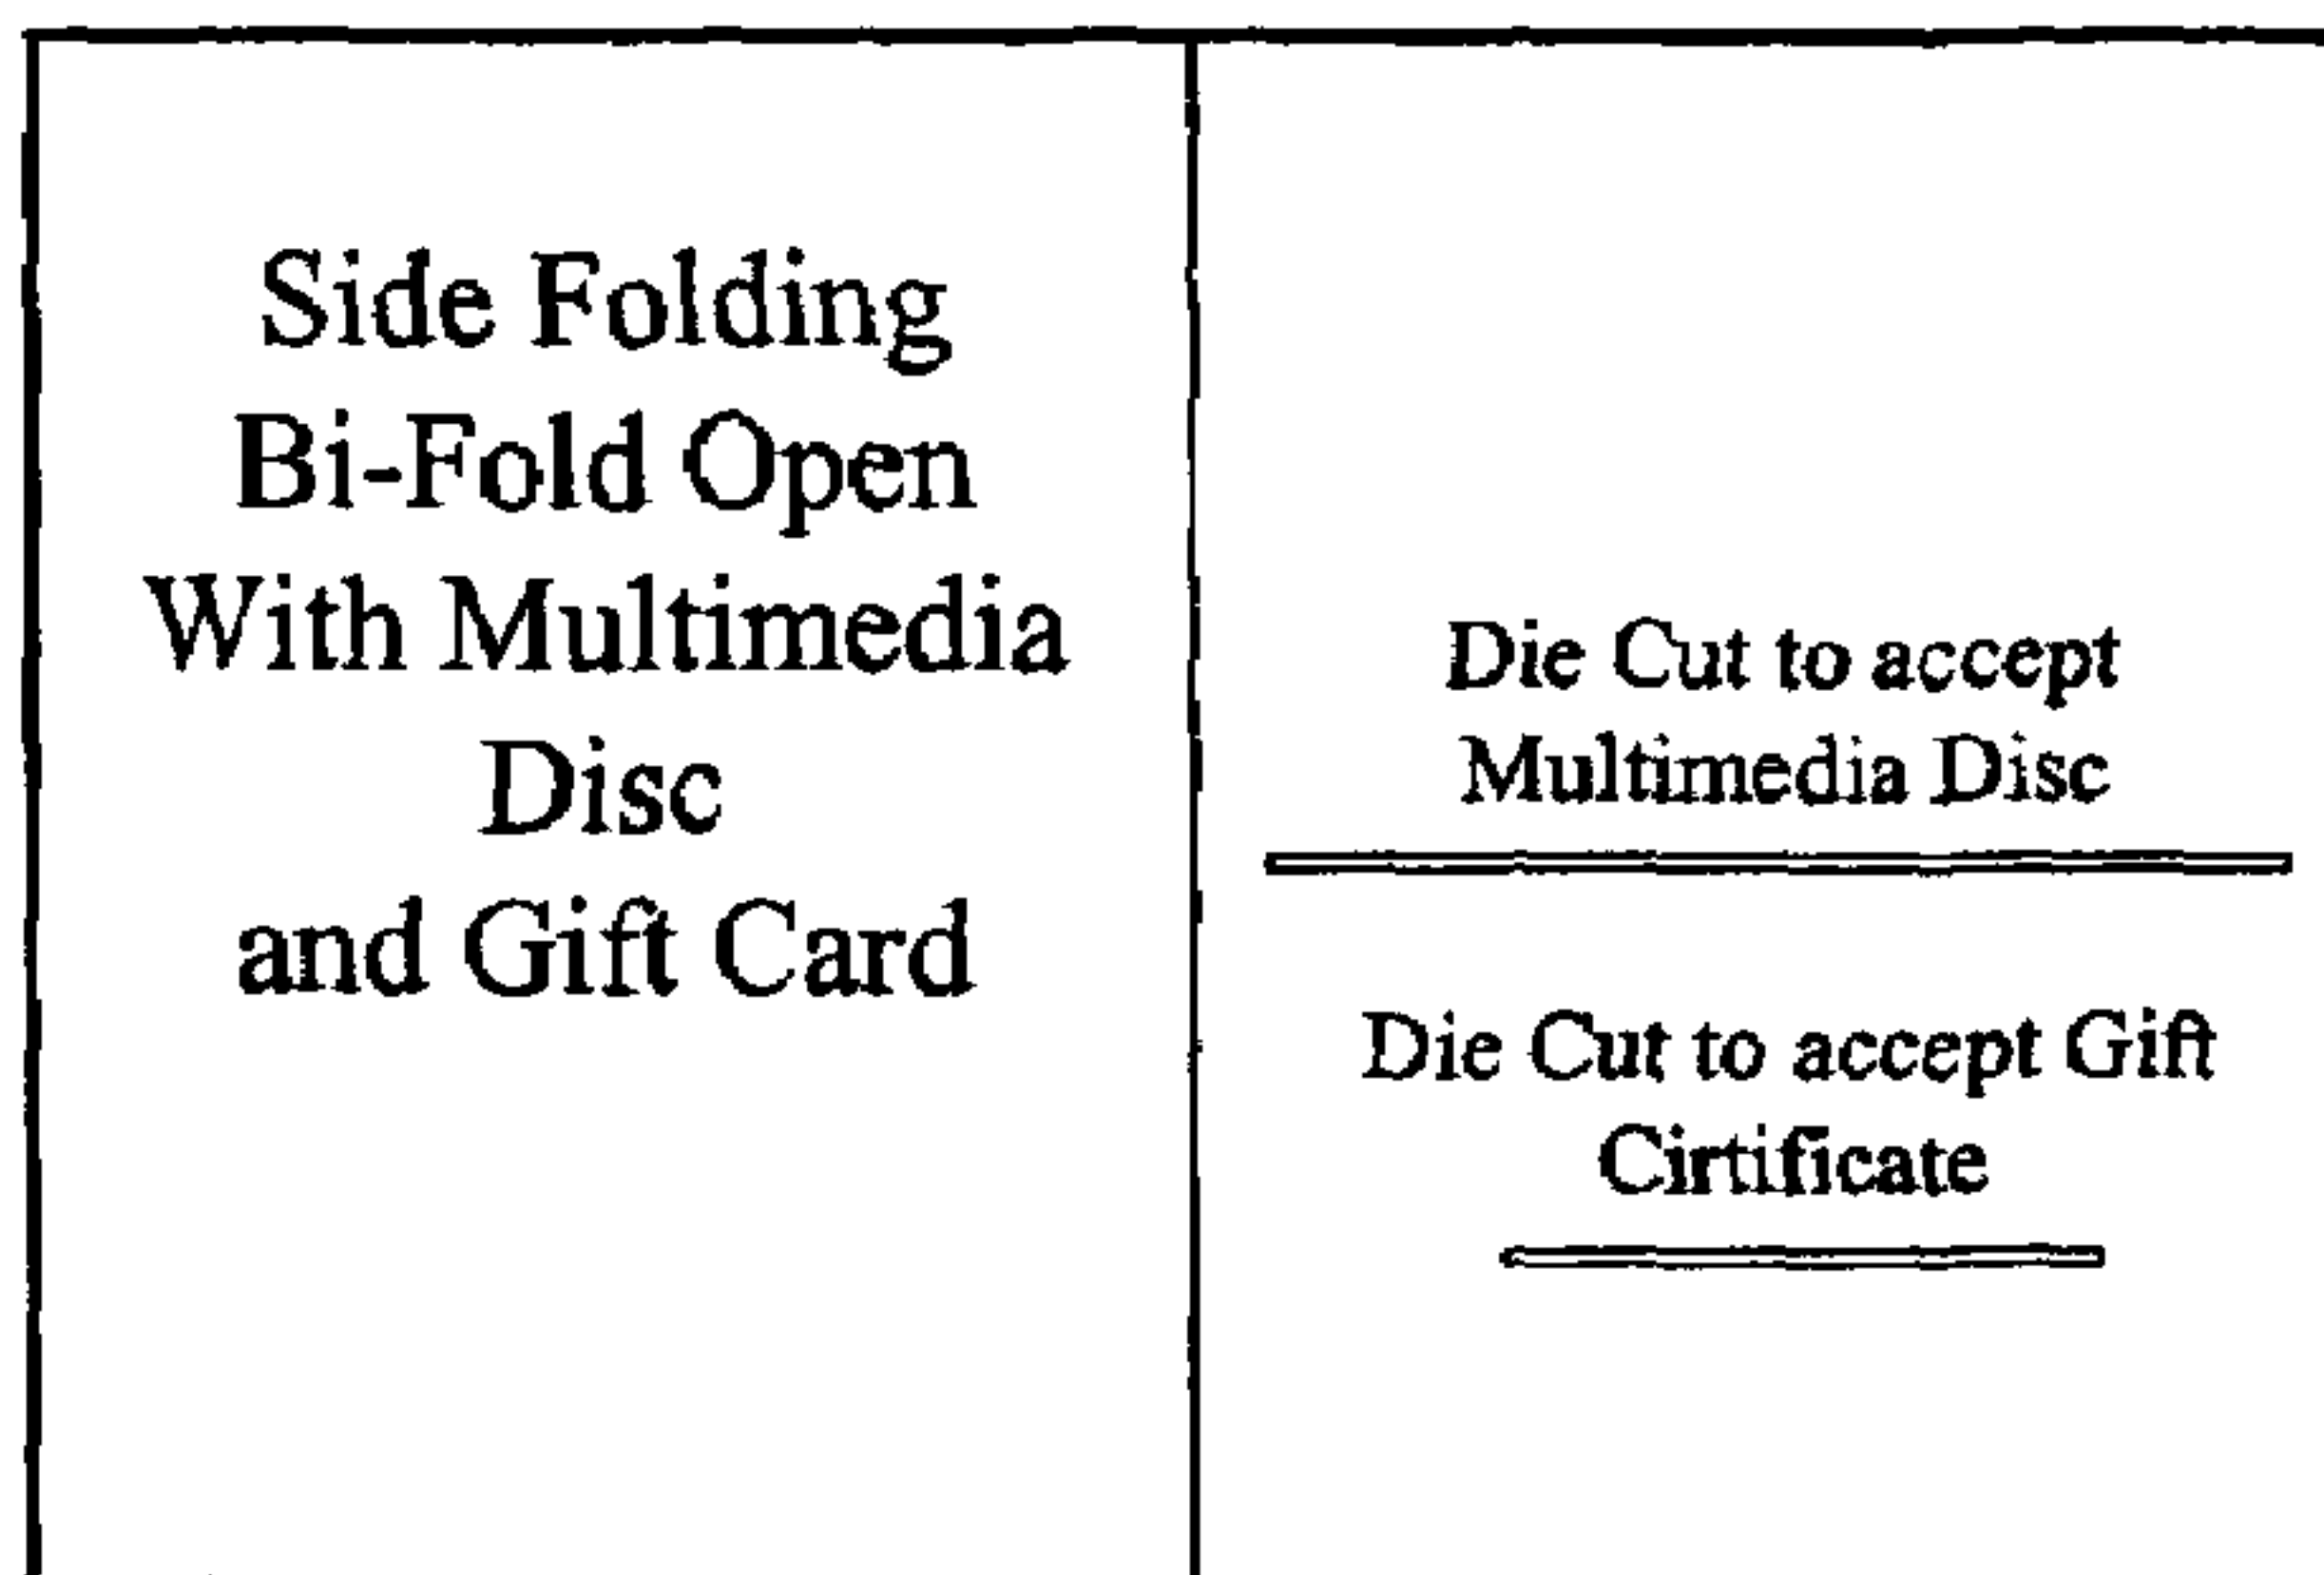 Side Folding
Bi-Fold Open
With Multimedia
Disc
and Gift Card
Die Cut to accept
Multimedia Disc
Die Cut to accept Gift
Cirtificate